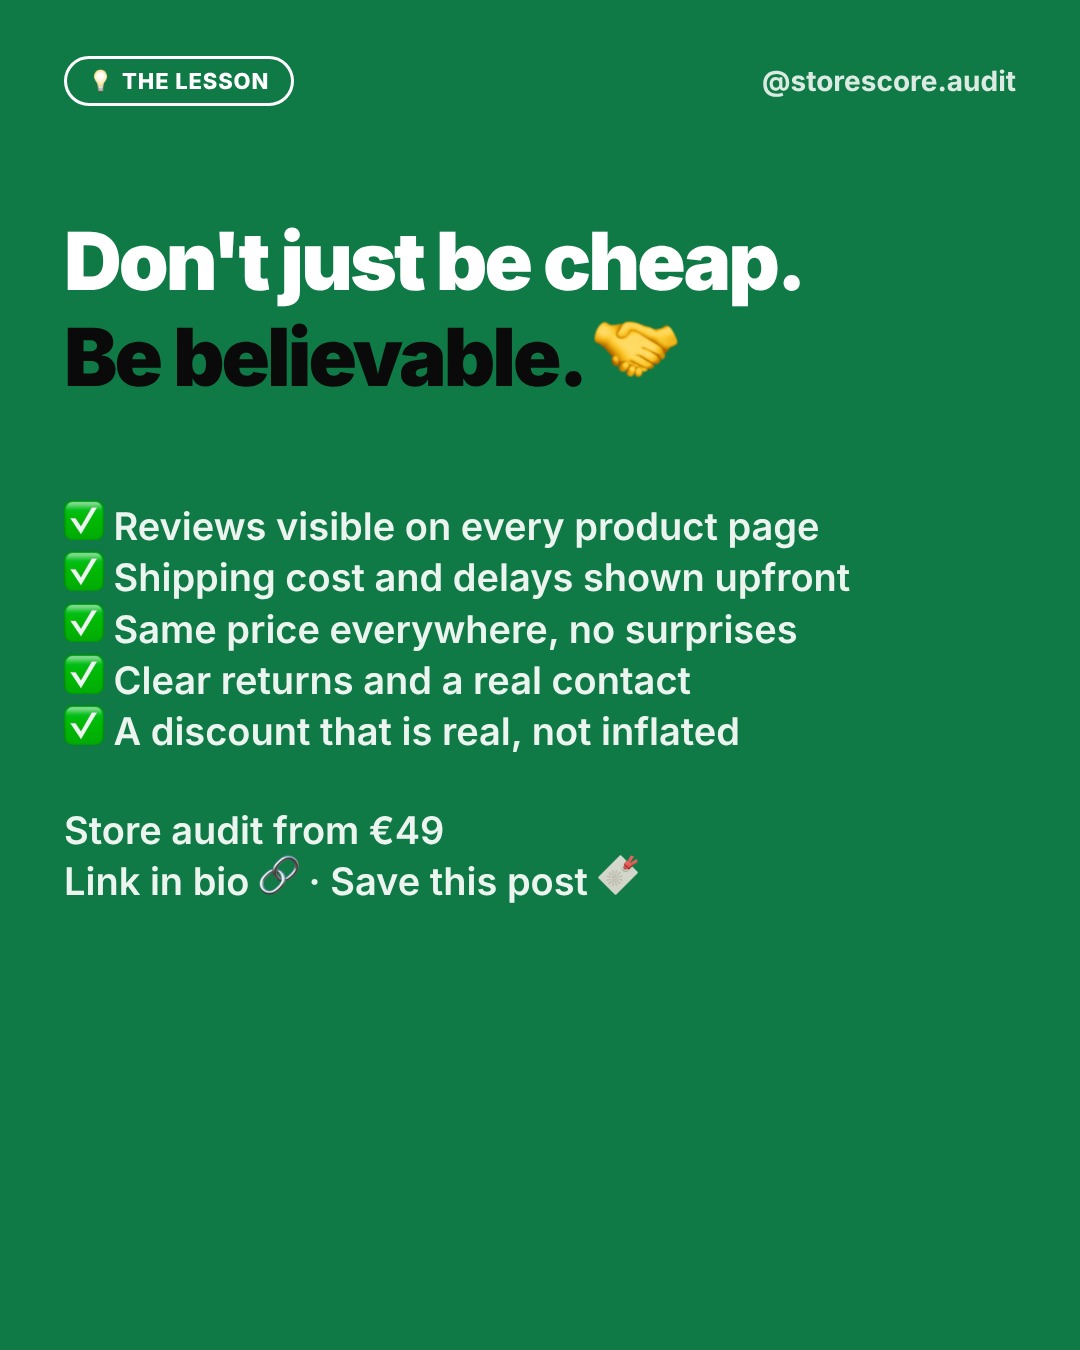 💡 THE LESSON
@storescore.audit
Don't just be cheap.
Be believable. 🤝
✅ Reviews visible on every product page
✅ Shipping cost and delays shown upfront
✅ Same price everywhere, no surprises
✅ Clear returns and a real contact
✅ A discount that is real, not inflated
Store audit from €49
Link in bio 🔗 · Save this post 🔖